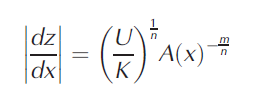 |dz/dx| = (U/K)^(1/n) A(x)^(-m/n)